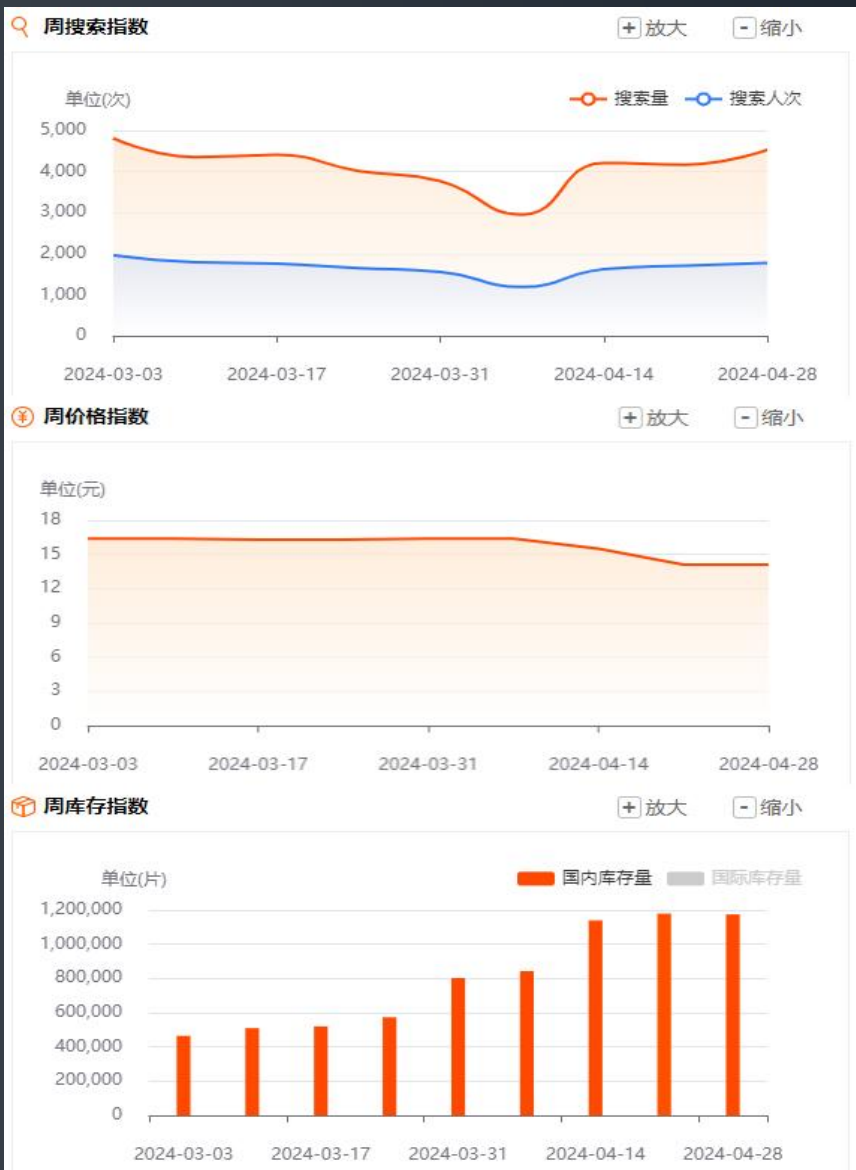 周搜索指数 + 放大 - 缩小
单位(次) 搜索量 搜索人次
5,000
4,000
3,000
2,000
1,000
0
2024-03-03 2024-03-17 2024-03-31 2024-04-14 2024-04-28
¥ 周价格指数 + 放大 - 缩小
单位(元)
18
15
12
9
6
3
0
2024-03-03 2024-03-17 2024-03-31 2024-04-14 2024-04-28
周库存指数 + 放大 - 缩小
单位(片) 国内库存量 国际库存量
1,200,000
1,000,000
800,000
600,000
400,000
200,000
0
2024-03-03 2024-03-17 2024-03-31 2024-04-14 2024-04-28